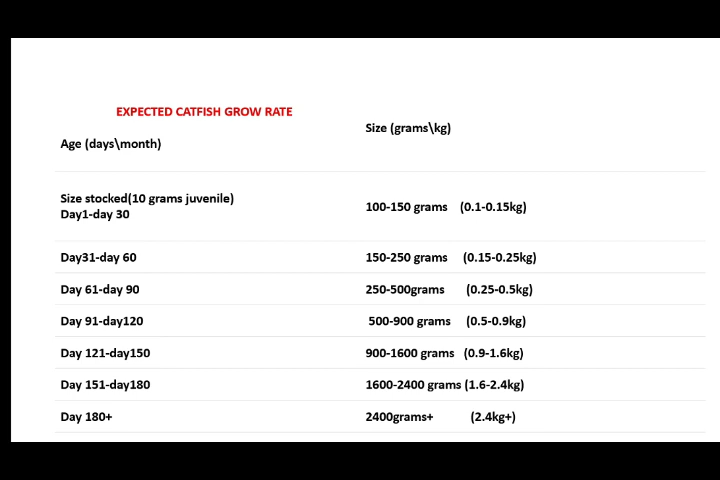 EXPECTED CATFISH GROW RATE
Age (days\month)
Size (grams\kg)
Size stocked(10 grams juvenile)
Day1-day 30
100-150 grams (0.1-0.15kg)
Day31-day 60 150-250 grams (0.15-0.25kg)
Day 61-day 90 250-500grams (0.25-0.5kg)
Day 91-day120 500-900 grams (0.5-0.9kg)
Day 121-day150 900-1600 grams (0.9-1.6kg)
Day 151-day180 1600-2400 grams (1.6-2.4kg)
Day 180+ 2400grams+ (2.4kg+)